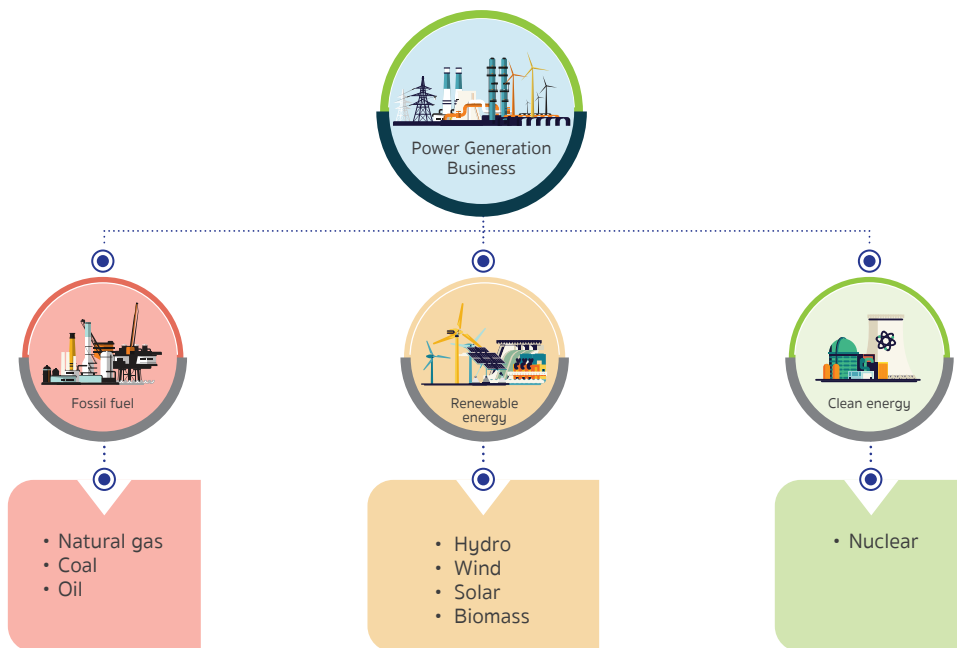 Power Generation
Business
Fossil fuel
Renewable
energy
Clean energy
• Natural gas
• Coal
• Oil
• Hydro
• Wind
• Solar
• Biomass
• Nuclear